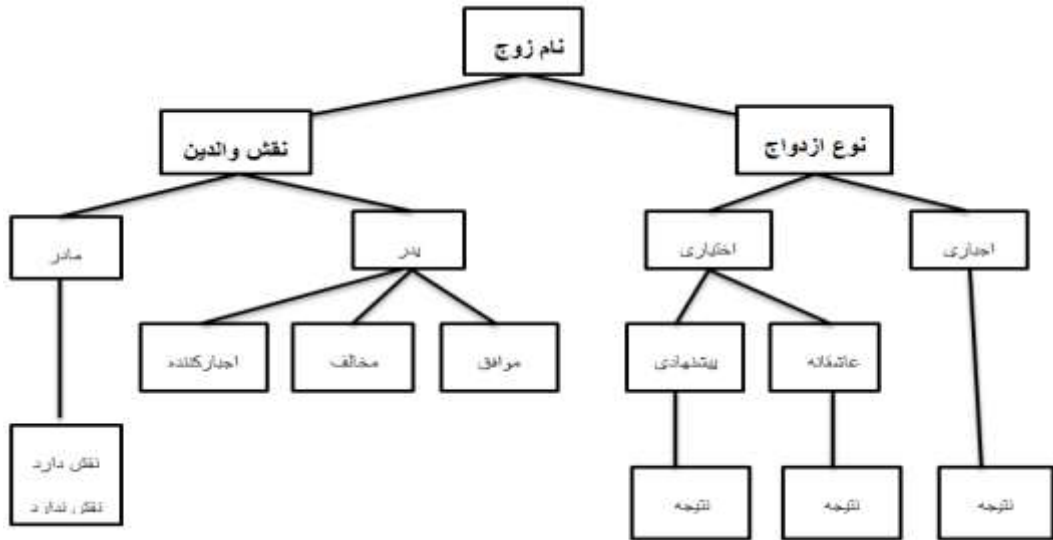 نام زوج
نوع ازدواج
نقش والدین
اجباری
اختیاری
پدر
مادر
عاشقانه
پیشنهادی
موافق
مخالف
اجبارکننده
نقش دارد
نقش ندارد
نتیجه
نتیجه
نتیجه